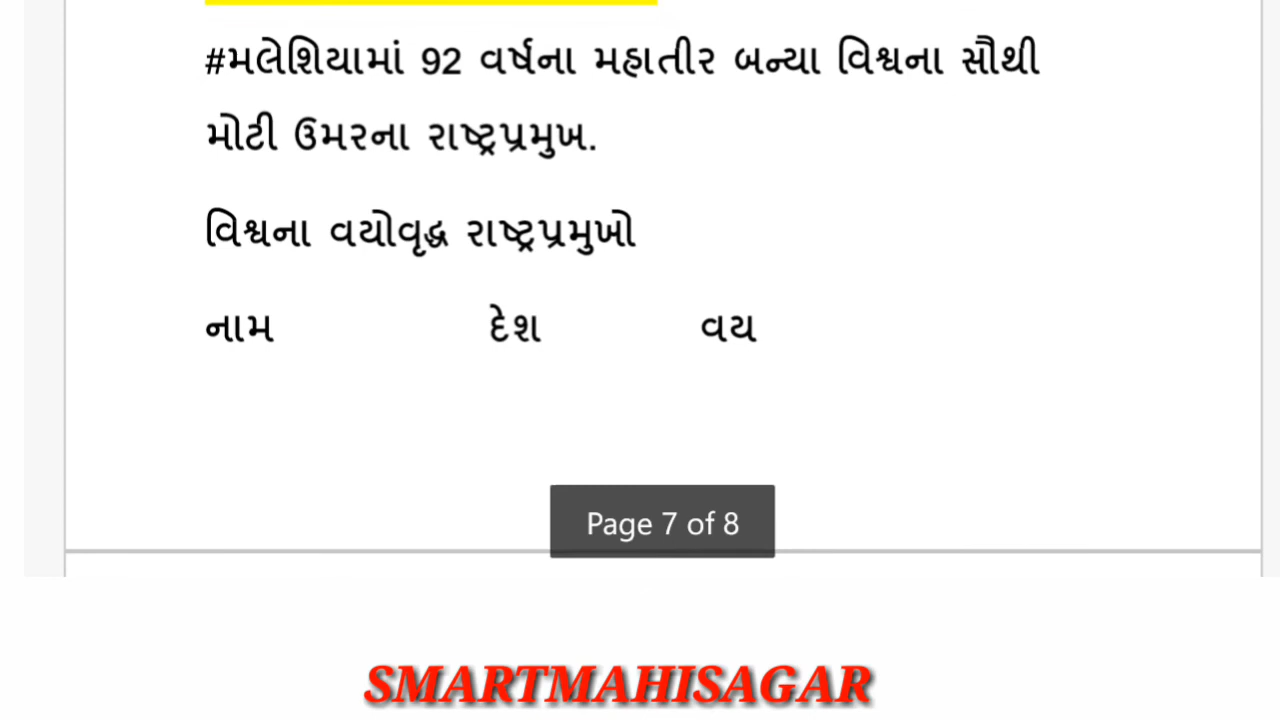 #મલેશિયામાં 92 વર્ષના મહાતીર બન્યા વિશ્વના સૌથી
મોટી ઉમરના રાષ્ટ્રપ્રમુખ.
વિશ્વના વયોવૃદ્ધ રાષ્ટ્રપ્રમુખો
નામ દેશ વય
Page 7 of 8
SMARTMAHISAGAR